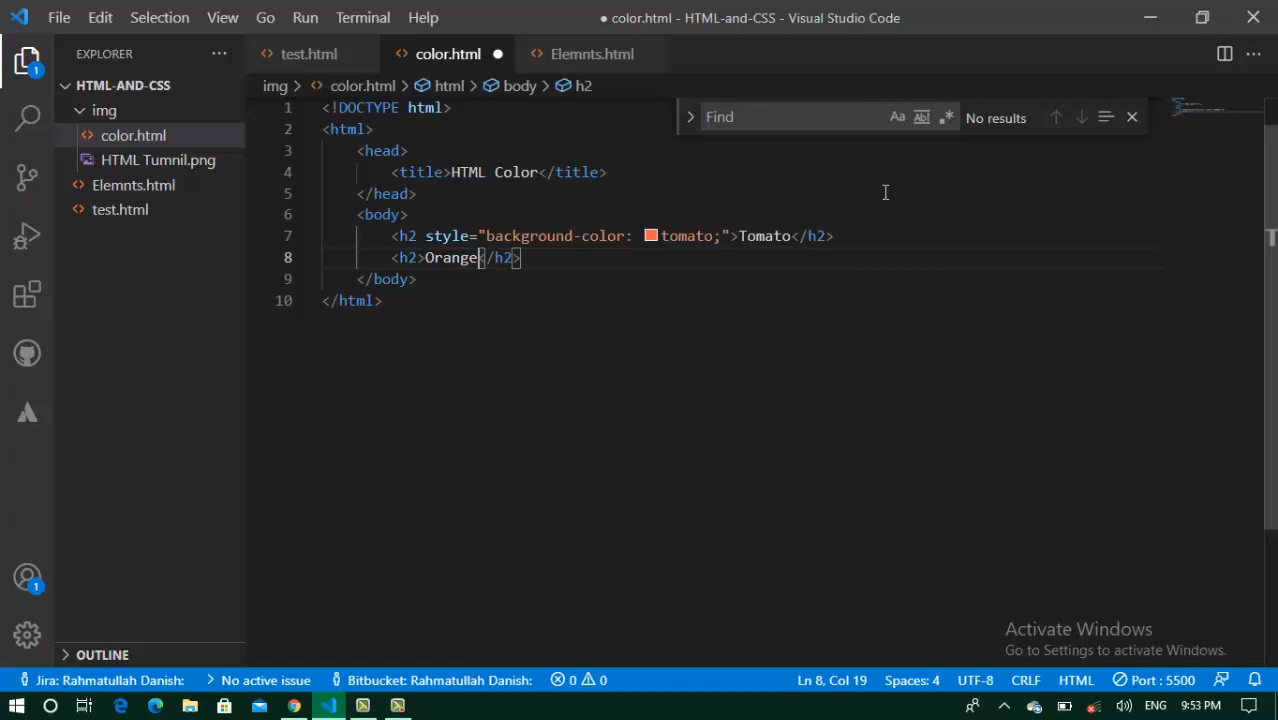 File Edit Selection View Go Run Terminal Help
● color.html - HTML-and-CSS - Visual Studio Code
EXPLORER ···
test.html color.html ● Elemnts.html
HTML-AND-CSS
img > color.html > html > body > h2
img
color.html
HTML Tumnil.png
Elemnts.html
test.html
Find
Aa
Ab
No results
1 <!DOCTYPE html>
2 <html>
3 <head>
4 <title>HTML Color</title>
5 </head>
6 <body>
7 <h2 style="background-color: tomato;">Tomato</h2>
8 <h2>Orange</h2>
9 </body>
10 </html>
1
1
OUTLINE
Activate Windows
Go to Settings to activate Windows.
Jira: Rahmatullah Danish: No active issue Bitbucket: Rahmatullah Danish: 0 0 Ln 8, Col 19 Spaces: 4 UTF-8 CRLF HTML Port : 5500
ENG 9:53 PM